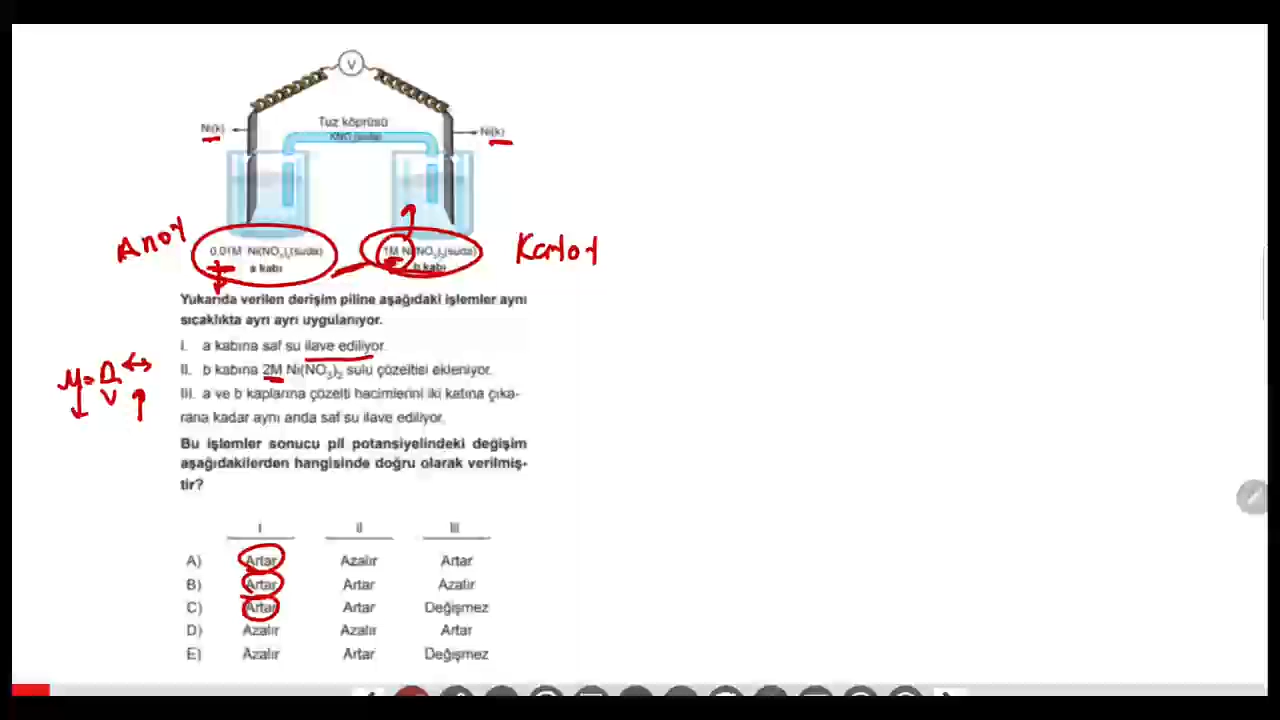 V
Tuz köprüsü
KNO₃(suda)
Ni(k)
Ni(k)
Anot
0,01M Ni(NO₃)₂(suda)
a kabı
1M Ni(NO₃)₂(suda)
b kabı
Katot
Yukarıda verilen derişim piline aşağıdaki işlemler aynı
sıcaklıkta ayrı ayrı uygulanıyor.
I. a kabına saf su ilave ediliyor.
II. b kabına 2M Ni(NO₃)₂ sulu çözeltisi ekleniyor.
III. a ve b kaplarına çözelti hacimlerini iki katına çıka-
rana kadar aynı anda saf su ilave ediliyor.
M = n
V
Bu işlemler sonucu pil potansiyelindeki değişim
aşağıdakilerden hangisinde doğru olarak verilmiş-
tir?
I II III
A) Artar Azalır Artar
B) Artar Artar Azalır
C) Artar Artar Değişmez
D) Azalır Azalır Artar
E) Azalır Artar Değişmez